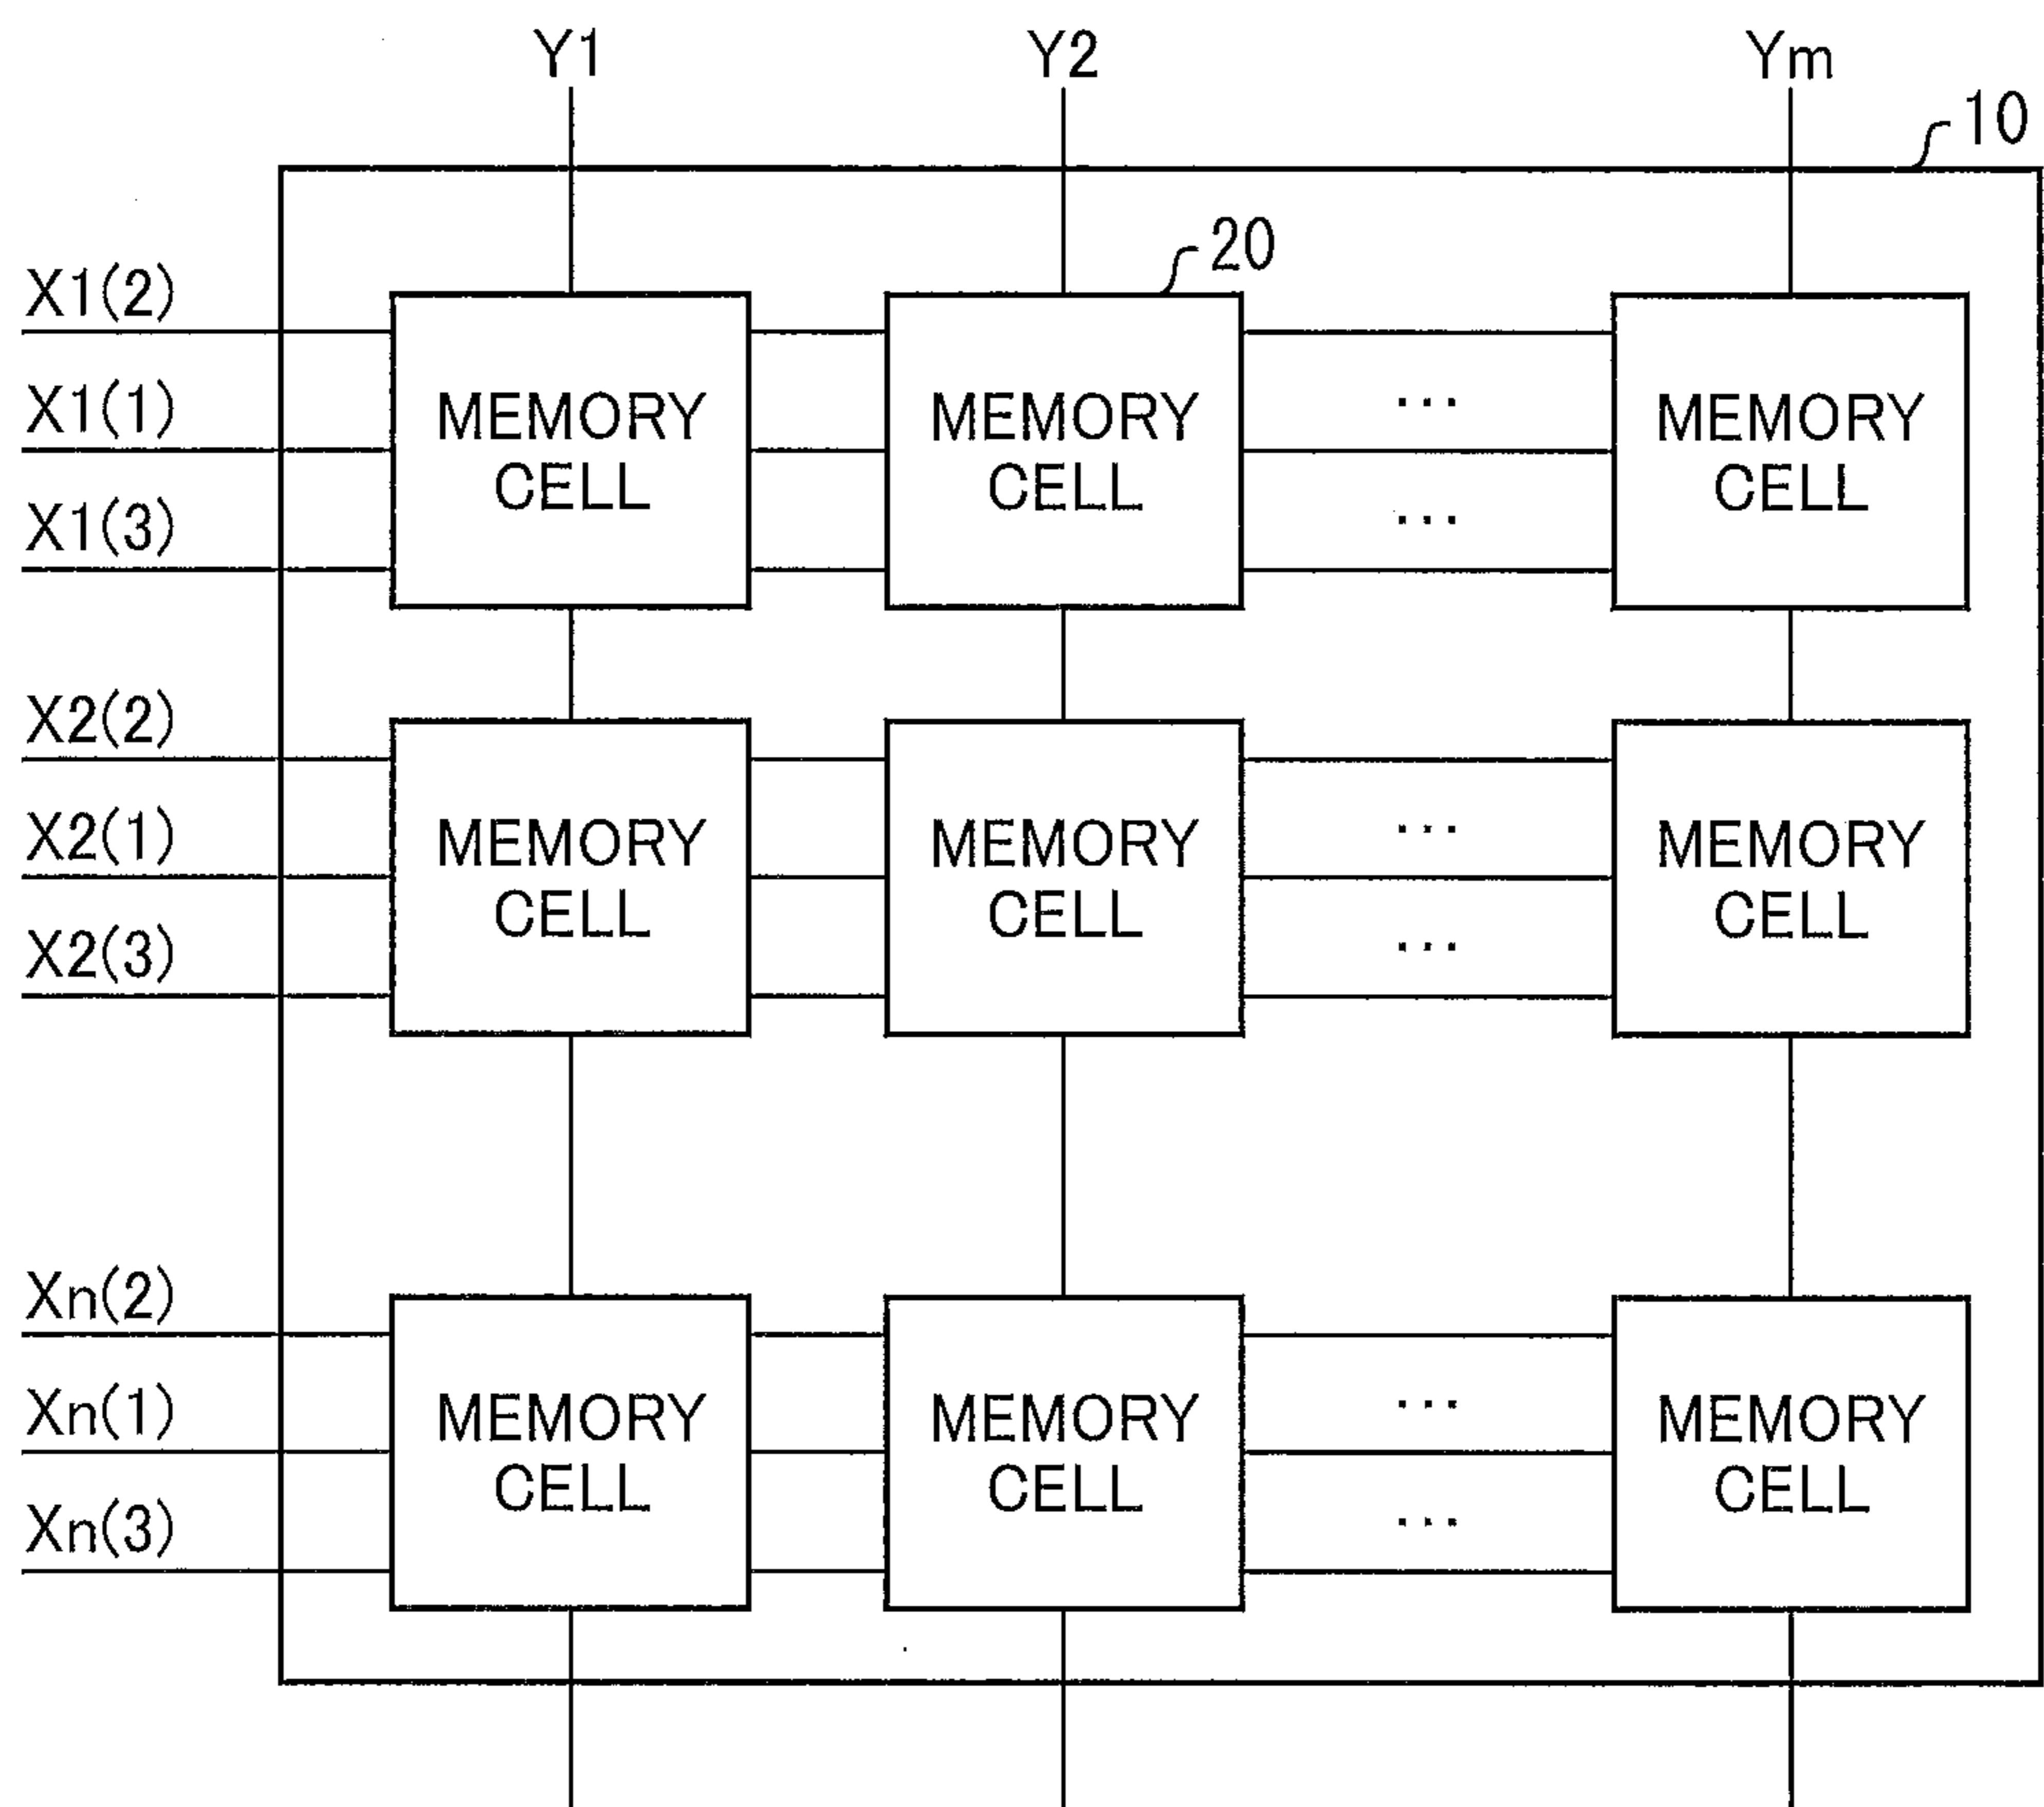 Y1 Y2 Ym
10
20
X1(2)
X1(1)
MEMORY CELL MEMORY CELL ... MEMORY CELL
X1(3)
...
X2(2)
X2(1)
MEMORY CELL MEMORY CELL ... MEMORY CELL
X2(3)
...
Xn(2)
Xn(1)
MEMORY CELL MEMORY CELL ... MEMORY CELL
Xn(3)
...